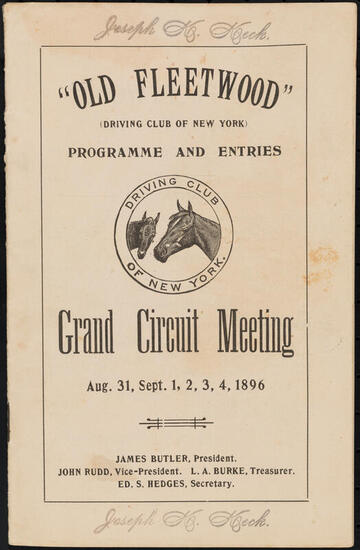 Joseph K. Keck.
"OLD FLEETWOOD"
(DRIVING CLUB OF NEW YORK)
PROGRAMME AND ENTRIES
DRIVING CLUB
OF NEW YORK.
Grand Circuit Meeting
Aug. 31, Sept. 1, 2, 3, 4, 1896
JAMES BUTLER, President.
JOHN RUDD, Vice-President. L. A. BURKE, Treasurer.
ED. S. HEDGES, Secretary.
Joseph K. Keck.